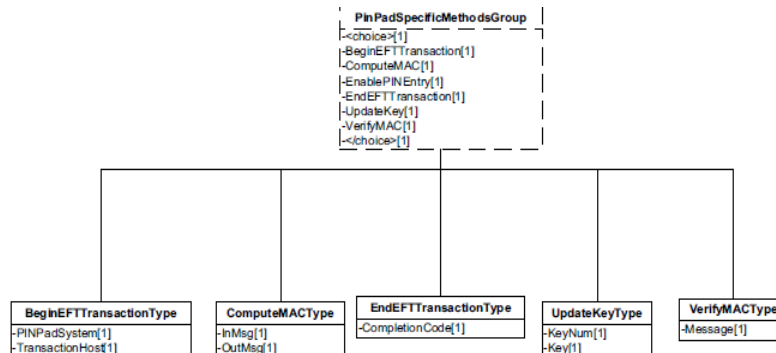 PinPadSpecificMethodsGroup
-<choice>[1]
-BeginEFTTransaction[1]
-ComputeMAC[1]
-EnablePINEntry[1]
-EndEFTTransaction[1]
-UpdateKey[1]
-VerifyMAC[1]
-</choice>[1]
BeginEFTTransactionType
-PINPadSystem[1]
-TransactionHost[1]
ComputeMACType
-InMsg[1]
-OutMsg[1]
EndEFTTransactionType
-CompletionCode[1]
UpdateKeyType
-KeyNum[1]
-Key[1]
VerifyMACType
-Message[1]